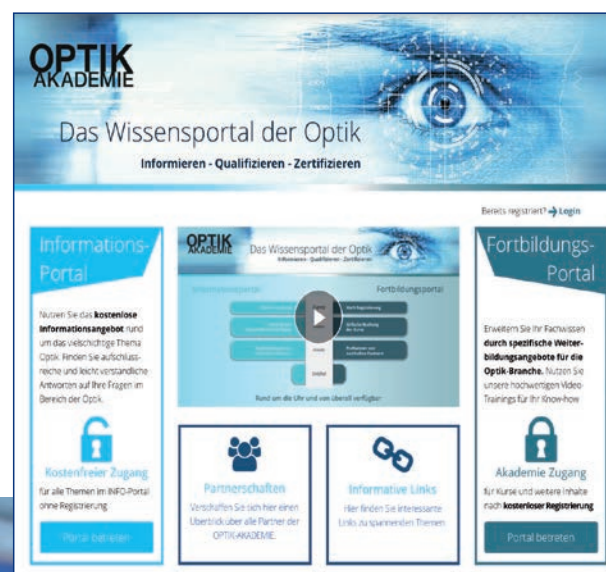 OPTIK
AKADEMIE
Das Wissensportal der Optik
Informieren - Qualifizieren - Zertifizieren
Bereits registriert? Login
Informations-
Portal
Nutzen Sie das kostenlose
Informationsangebot rund
um das vielschichtige Thema
Optik. Finden Sie aufschluss-
reiche und leicht verständliche
Antworten auf Ihre Fragen im
Bereich der Optik.
Kostenfreier Zugang
für alle Themen im INFO-Portal
ohne Registrierung
Portal betreten
OPTIK
AKADEMIE
Das Wissensportal der Optik
Informieren - Qualifizieren - Zertifizieren
Informationsportal
Fortbildungsportal
Rund um die Uhr und von überall verfügbar
Partnerschaften
Verschaffen Sie sich hier einen
Überblick über alle Partner der
OPTIK-AKADEMIE.
Informative Links
Hier finden Sie interessante
Links zu spannenden Themen.
Fortbildungs-
Portal
Erweitern Sie Ihr Fachwissen
durch spezifische Weiter-
bildungsangebote für die
Optik-Branche. Nutzen Sie
unsere hochwertigen Video-
Trainings für Ihr Know-how
Akademie Zugang
für Kurse und weitere Inhalte
nach kostenloser Registrierung
Portal betreten